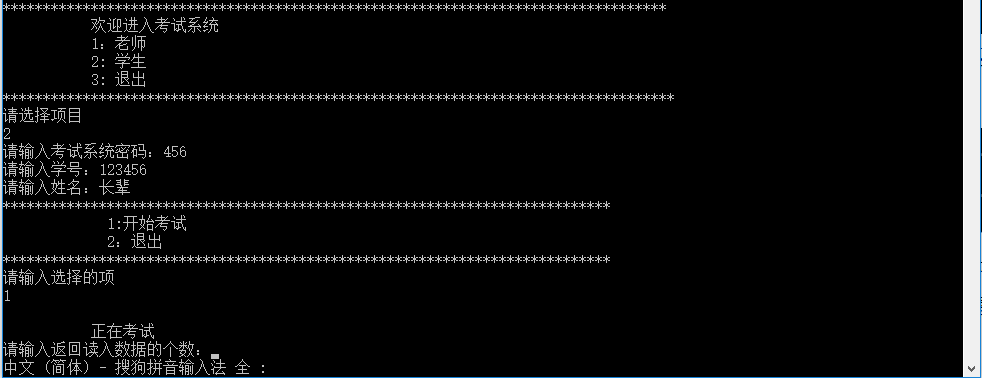 ***********************************************************************************
欢迎进入考试系统
1：老师
2: 学生
3: 退出
************************************************************************************
请选择项目
2
请输入考试系统密码：456
请输入学号：123456
请输入姓名：长辈
****************************************************************************
1:开始考试
2：退出
****************************************************************************
请输入选择的项
1
正在考试
请输入返回读入数据的个数：
中文 (简体) - 搜狗拼音输入法 全 :